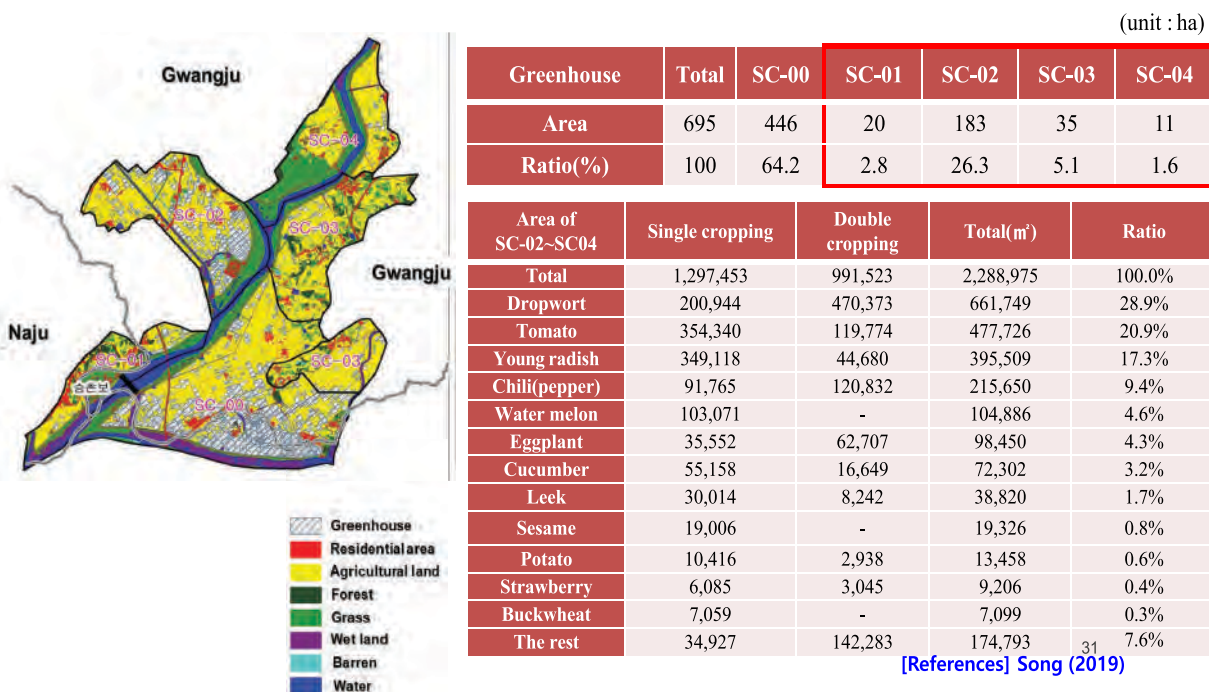 (unit : ha)
Gwangju
SC-04
SC-02
SC-03
Gwangju
Naju
SC-01
승촌보
SC-03
SC-00
Greenhouse
Residential area
Agricultural land
Forest
Grass
Wet land
Barren
Water
Greenhouse Total SC-00 SC-01 SC-02 SC-03 SC-04
Area 695 446 20 183 35 11
Ratio(%) 100 64.2 2.8 26.3 5.1 1.6
Area of SC-02~SC04 Single cropping Double cropping Total(㎡) Ratio
Total 1,297,453 991,523 2,288,975 100.0%
Dropwort 200,944 470,373 661,749 28.9%
Tomato 354,340 119,774 477,726 20.9%
Young radish 349,118 44,680 395,509 17.3%
Chili(pepper) 91,765 120,832 215,650 9.4%
Water melon 103,071 - 104,886 4.6%
Eggplant 35,552 62,707 98,450 4.3%
Cucumber 55,158 16,649 72,302 3.2%
Leek 30,014 8,242 38,820 1.7%
Sesame 19,006 - 19,326 0.8%
Potato 10,416 2,938 13,458 0.6%
Strawberry 6,085 3,045 9,206 0.4%
Buckwheat 7,059 - 7,099 0.3%
The rest 34,927 142,283 174,793 7.6%
31
[References] Song (2019)